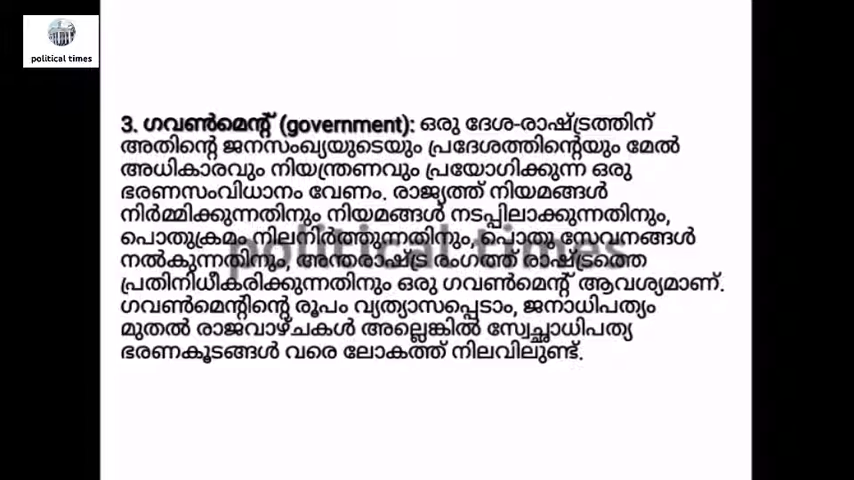 political times
3. ഗവൺമെന്റ് (government): ഒരു ദേശ-രാഷ്ട്രത്തിന്
അതിന്റെ ജനസംഖ്യയുടെയും പ്രദേശത്തിന്റെയും മേൽ
അധികാരവും നിയന്ത്രണവും പ്രയോഗിക്കുന്ന ഒരു
ഭരണസംവിധാനം വേണം. രാജ്യത്ത് നിയമങ്ങൾ
നിർമ്മിക്കുന്നതിനും നിയമങ്ങൾ നടപ്പിലാക്കുന്നതിനും,
പൊതുക്രമം നിലനിർത്തുന്നതിനും, പൊതു സേവനങ്ങൾ
political times
നൽകുന്നതിനും, അന്തരാഷ്ട്ര രംഗത്ത് രാഷ്ട്രത്തെ
പ്രതിനിധീകരിക്കുന്നതിനും ഒരു ഗവൺമെന്റ് ആവശ്യമാണ്.
ഗവൺമെന്റിന്റെ രൂപം വ്യത്യാസപ്പെടാം, ജനാധിപത്യം
മുതൽ രാജവാഴ്ചകൾ അല്ലെങ്കിൽ സ്വേച്ഛാധിപത്യ
ഭരണകൂടങ്ങൾ വരെ ലോകത്ത് നിലവിലുണ്ട്.